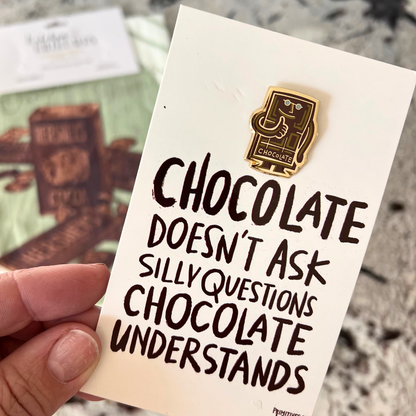 CHOCOLATE
CHOCOLATE
DOESN'T ASK
SILLY QUESTIONS
CHOCOLATE
UNDERSTANDS